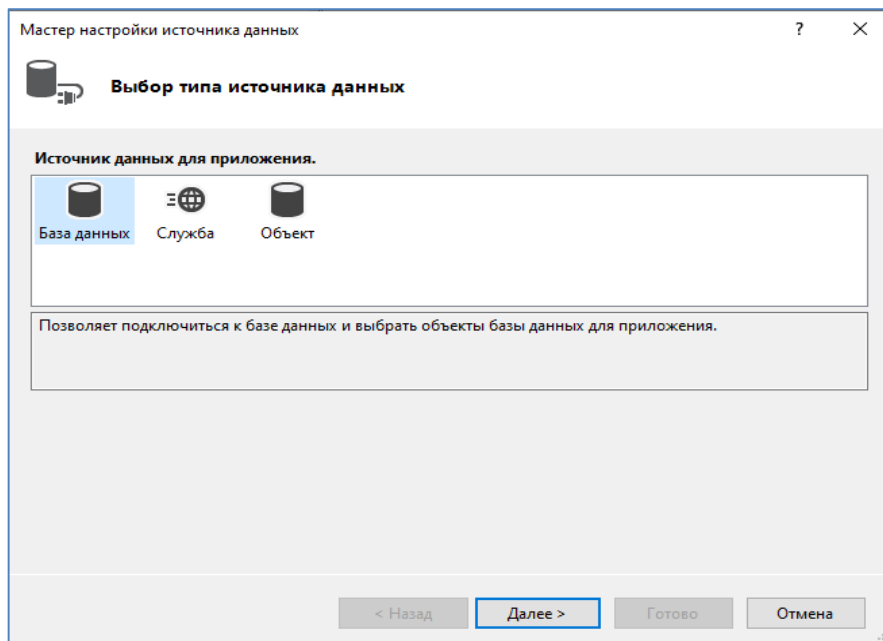 Мастер настройки источника данных
Выбор типа источника данных
Источник данных для приложения.
База данных Служба Объект
Позволяет подключиться к базе данных и выбрать объекты базы данных для приложения.
< Назад Далее > Готово Отмена